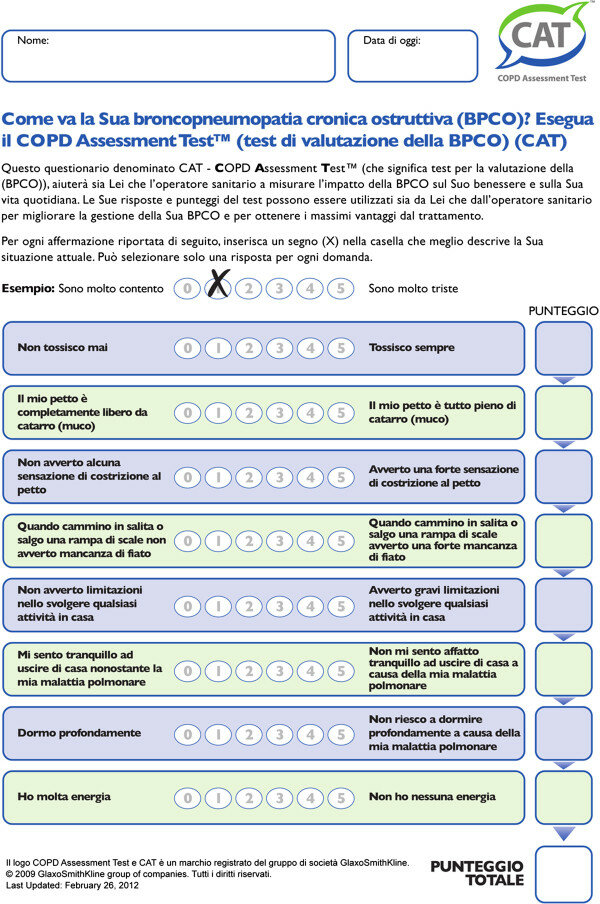 Nome:
Data di oggi:
CAT
COPD Assessment Test
Come va la Sua broncopneumopatia cronica ostruttiva (BPCO)? Esegua
il COPD Assessment Test™ (test di valutazione della BPCO) (CAT)
Questo questionario denominato CAT - COPD Assessment Test™ (che significa test per la valutazione della
(BPCO)), aiuterà sia Lei che l'operatore sanitario a misurare l'impatto della BPCO sul Suo benessere e sulla Sua
vita quotidiana. Le Sue risposte e punteggi del test possono essere utilizzati sia da Lei che dall'operatore sanitario
per migliorare la gestione della Sua BPCO e per ottenere i massimi vantaggi dal trattamento.
Per ogni affermazione riportata di seguito, inserisca un segno (X) nella casella che meglio descrive la Sua
situazione attuale. Può selezionare solo una risposta per ogni domanda.
Esempio: Sono molto contento 0 X 2 3 4 5 Sono molto triste
PUNTEGGIO
Non tossisco mai 0 1 2 3 4 5 Tossisco sempre
Il mio petto è
completamente libero da
catarro (muco)
0 1 2 3 4 5
Il mio petto è tutto pieno di
catarro (muco)
Non avverto alcuna
sensazione di costrizione al
petto
0 1 2 3 4 5
Avverto una forte sensazione
di costrizione al petto
Quando cammino in salita o
salgo una rampa di scale non
avverto mancanza di fiato
0 1 2 3 4 5
Quando cammino in salita o
salgo una rampa di scale
avverto una forte mancanza
di fiato
Non avverto limitazioni
nello svolgere qualsiasi
attività in casa
0 1 2 3 4 5
Avverto gravi limitazioni
nello svolgere qualsiasi
attività in casa
Mi sento tranquillo ad
uscire di casa nonostante la
mia malattia polmonare
0 1 2 3 4 5
Non mi sento affatto
tranquillo ad uscire di casa a
causa della mia malattia
polmonare
Dormo profondamente
0 1 2 3 4 5
Non riesco a dormire
profondamente a causa della
mia malattia polmonare
Ho molta energia 0 1 2 3 4 5 Non ho nessuna energia
Il logo COPD Assessment Test e CAT è un marchio registrato del gruppo di società GlaxoSmithKline.
© 2009 GlaxoSmithKline group of companies. Tutti i diritti riservati.
Last Updated: February 26, 2012
PUNTEGGIO
TOTALE